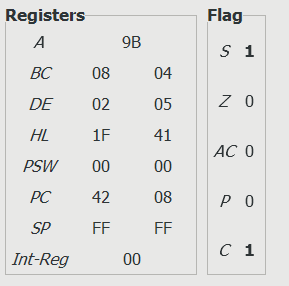 Registers
A 9B
BC 08 04
DE 02 05
HL 1F 41
PSW 00 00
PC 42 08
SP FF FF
Int-Reg 00
Flag
S 1
Z 0
AC 0
P 0
C 1